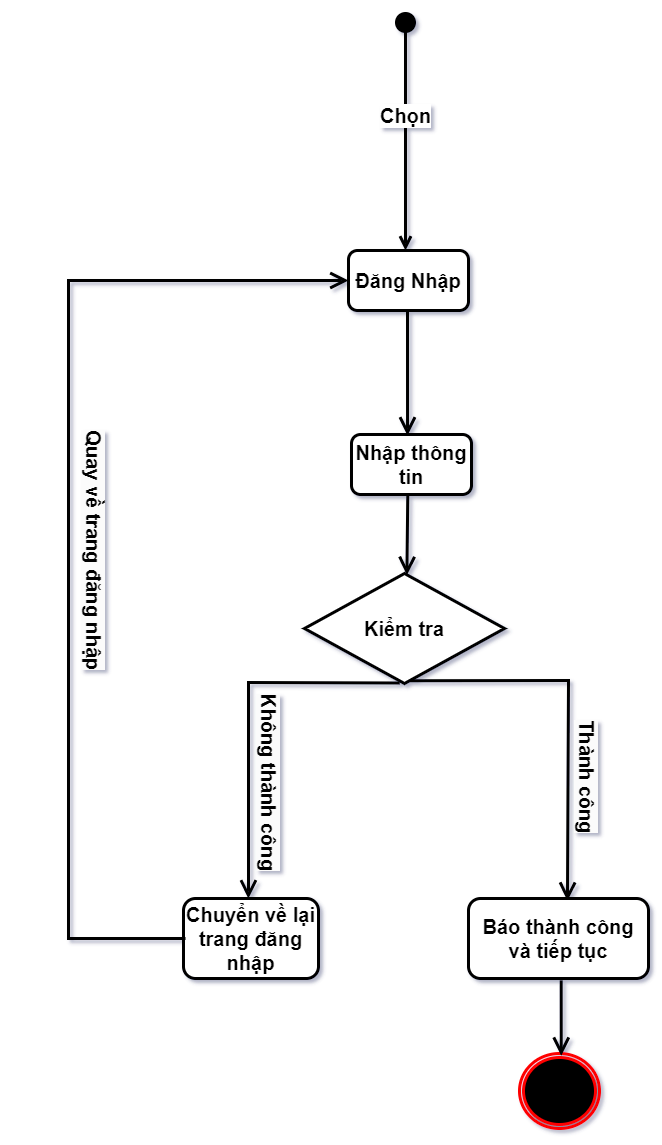 Chọn
Đăng Nhập
Nhập thông
tin
Quay về trang đăng nhập
Kiểm tra
Không thành công
Thành công
Chuyển về lại
trang đăng
nhập
Báo thành công
và tiếp tục